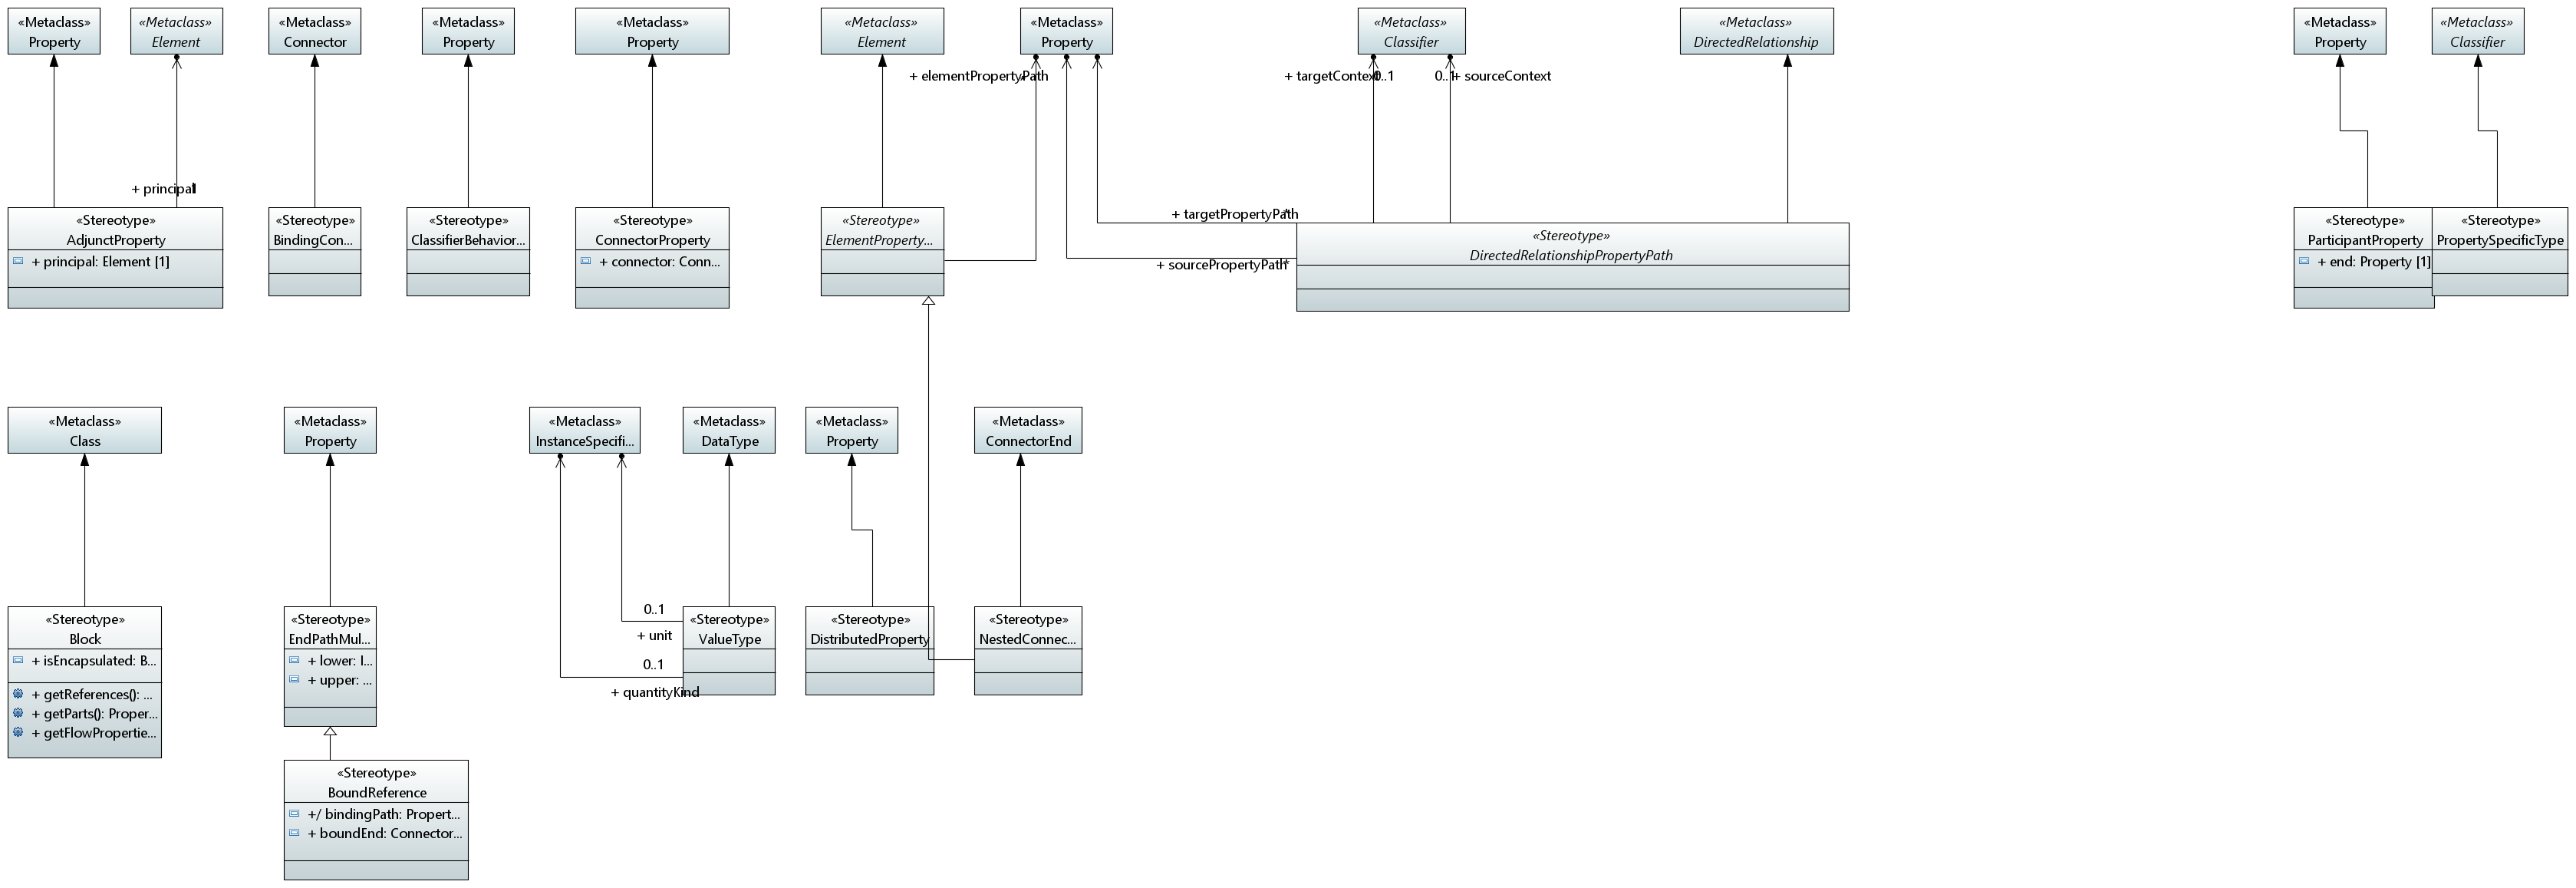 «Metaclass»
Property
«Metaclass»
Element
«Metaclass»
Connector
«Metaclass»
Property
«Metaclass»
Property
«Metaclass»
Element
«Metaclass»
Property
«Metaclass»
Classifier
«Metaclass»
DirectedRelationship
«Metaclass»
Property
«Metaclass»
Classifier
+ elementPropertyPath
+ targetContext
0..1
0..1
+ sourceContext
+ principal
«Stereotype»
AdjunctProperty
+ principal: Element [1]
«Stereotype»
BindingCon...
«Stereotype»
ClassifierBehavior...
«Stereotype»
ConnectorProperty
+ connector: Conn...
«Stereotype»
ElementProperty...
+ targetPropertyPath
+ sourcePropertyPath
*
«Stereotype»
DirectedRelationshipPropertyPath
«Stereotype»
ParticipantProperty
+ end: Property [1]
«Stereotype»
PropertySpecificType
«Metaclass»
Class
«Metaclass»
Property
«Metaclass»
InstanceSpecifi...
«Metaclass»
DataType
«Metaclass»
Property
«Metaclass»
ConnectorEnd
«Stereotype»
Block
+ isEncapsulated: B...
+ getReferences(): ...
+ getParts(): Proper...
+ getFlowPropertie...
«Stereotype»
EndPathMul...
+ lower: I...
+ upper: ...
0..1
+ unit
0..1
+ quantityKind
«Stereotype»
ValueType
«Stereotype»
DistributedProperty
«Stereotype»
NestedConnec...
«Stereotype»
BoundReference
+/ bindingPath: Propert...
+ boundEnd: Connector...